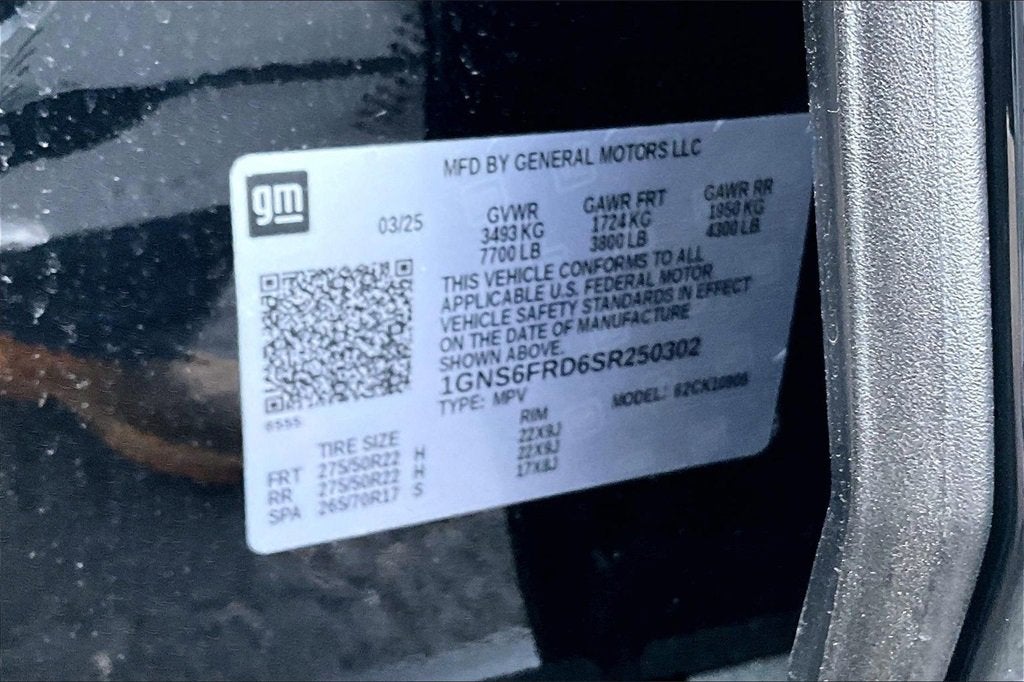 gm
MFD BY GENERAL MOTORS LLC
03/25
GVWR GAWR FRT GAWR RR
3493 KG 1724 KG 1950 KG
7700 LB 3800 LB 4300 LB
THIS VEHICLE CONFORMS TO ALL
APPLICABLE U.S. FEDERAL MOTOR
VEHICLE SAFETY STANDARDS IN EFFECT
ON THE DATE OF MANUFACTURE
SHOWN ABOVE.
1GNS6FRD6SR250302
TYPE: MPV MODEL:
6555
TIRE SIZE RIM
FRT 275/50R22 H 22X9J
RR 275/50R22 H 22X9J
SPA 265/70R17 S 17X8J